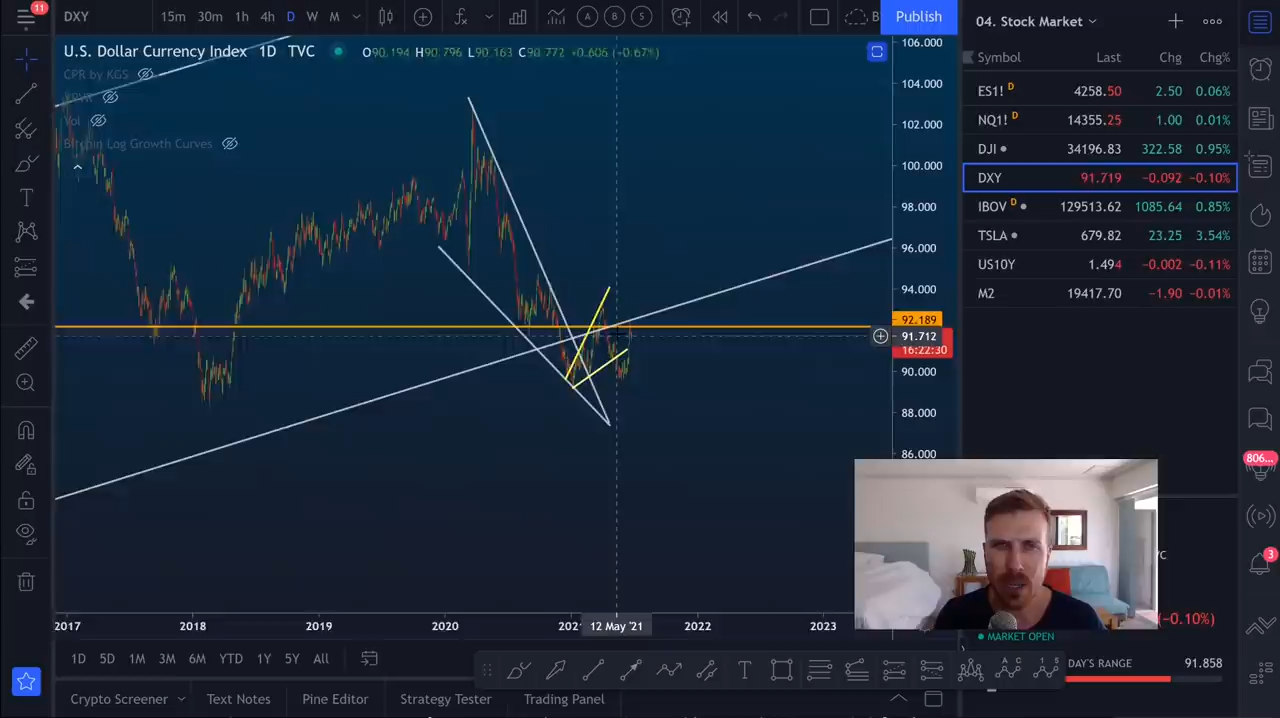 11
DXY
15m 30m 1h 4h D W M
A B S
B
Publish
04. Stock Market
U.S. Dollar Currency Index 1D TVC
O90.194 H90.796 L90.163 C90.772 +0.606 (+0.67%)
CPR by KGS
Vol
Bitcoin Log Growth Curves
106.000
104.000
102.000
100.000
98.000
96.000
94.000
92.189
91.712
16:22:30
90.000
88.000
86.000
Symbol Last Chg Chg%
ES1! D 4258.50 2.50 0.06%
NQ1! D 14355.25 1.00 0.01%
DJI 34196.83 322.58 0.95%
DXY 91.719 −0.092 −0.10%
IBOV D 129513.62 1085.64 0.85%
TSLA 679.82 23.25 3.54%
US10Y 1.494 −0.002 −0.11%
M2 19417.70 −1.90 −0.01%
806...
3
2017 2018 2019 2020 202 12 May '21 2022 2023
(−0.10%)
MARKET OPEN
DAY'S RANGE 91.858
1D 5D 1M 3M 6M YTD 1Y 5Y All
Crypto Screener Text Notes Pine Editor Strategy Tester Trading Panel